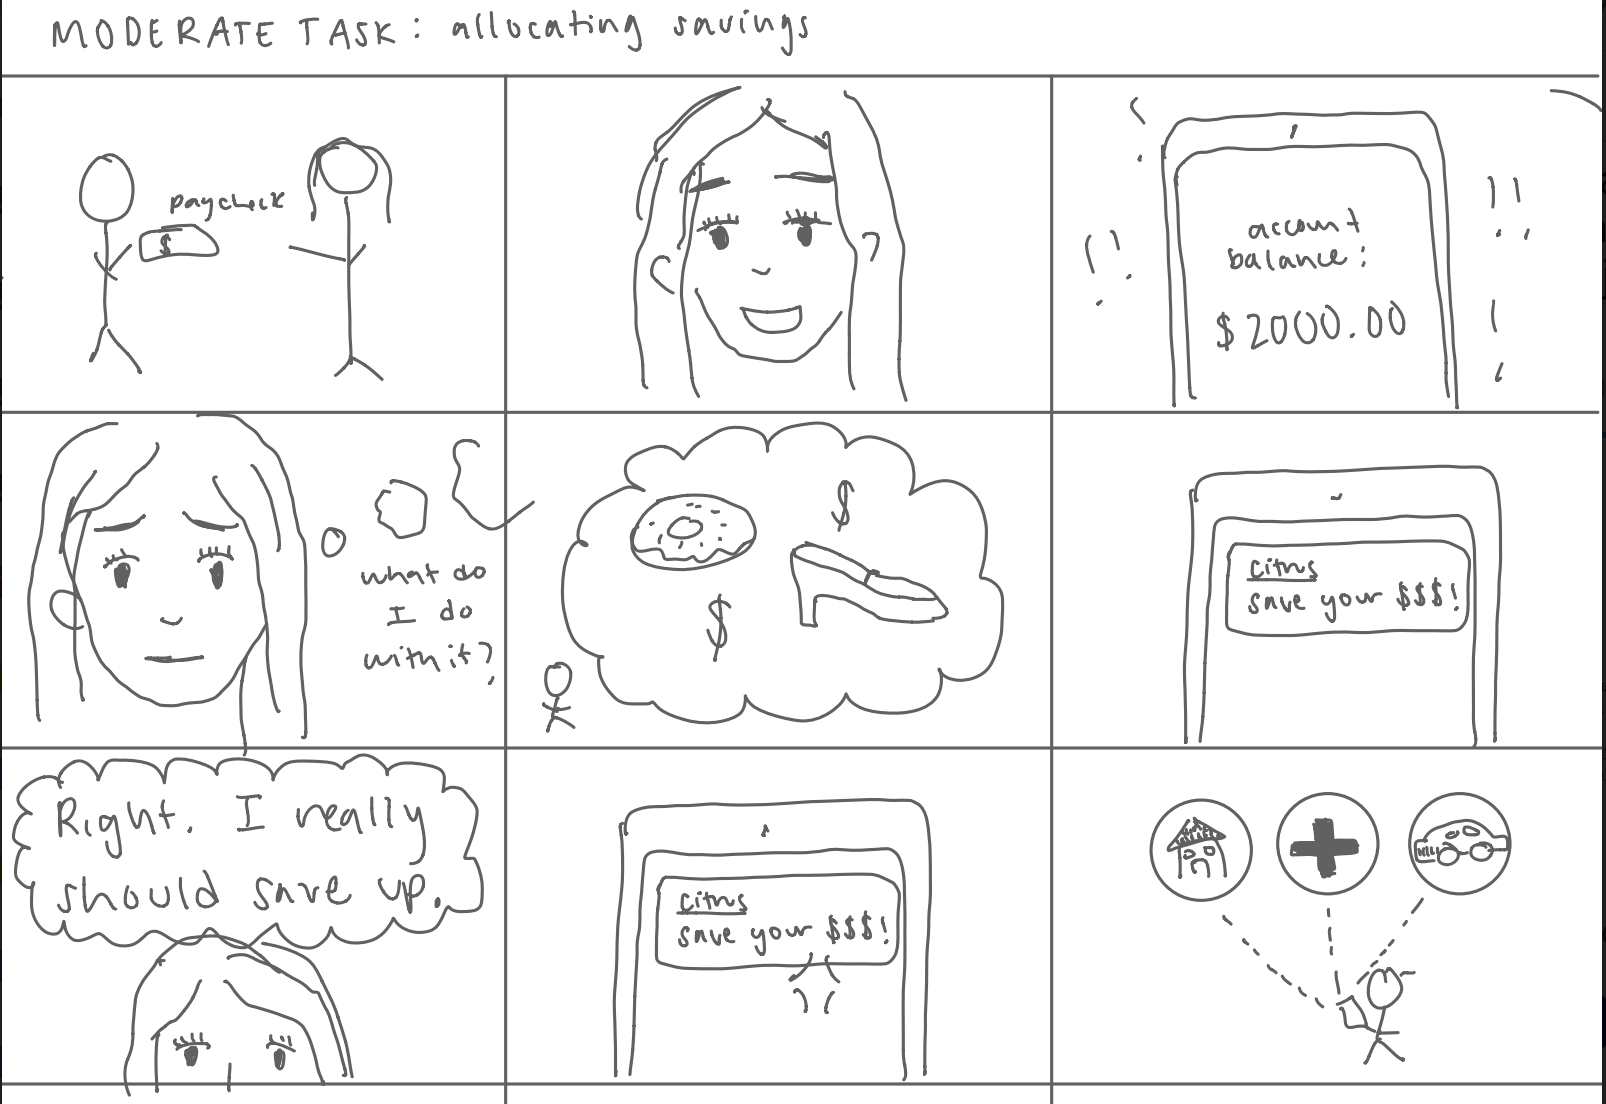 MODERATE TASK: allocating savings
paycheck
$
account
balance:
$2000.00
what do
I do
with it?
$
$
citrus
save your $$$!
Right. I really
should save up.
citrus
save your $$$!